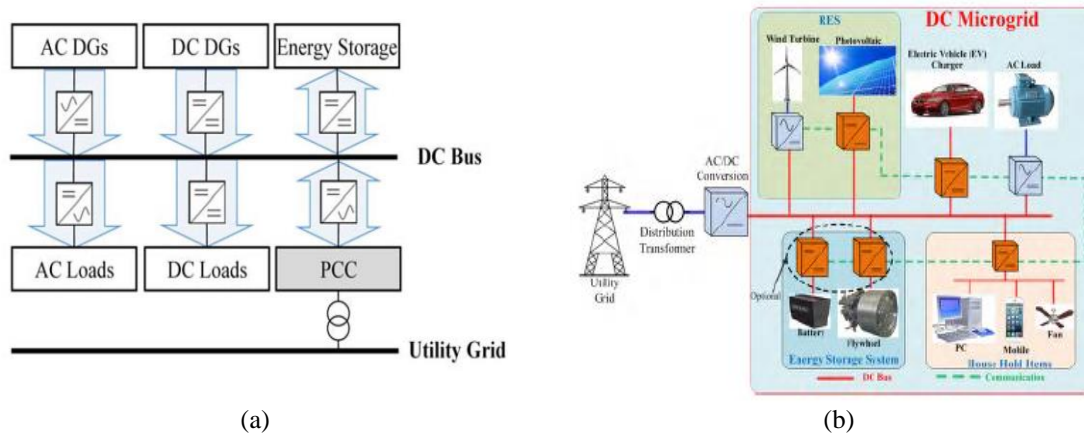 AC DGs
DC DGs
Energy Storage
DC Bus
AC Loads
DC Loads
PCC
Utility Grid
(a)
RES
DC Microgrid
Wind Turbine
Photovoltaic
Electric Vehicle (EV)
Charger
AC Load
AC/DC
Conversion
Distribution
Transformer
Utility
Grid
Optional
Battery
Flywheel
Energy Storage System
PC
Mobile
Fan
House Hold Items
DC Bus
Communication
(b)